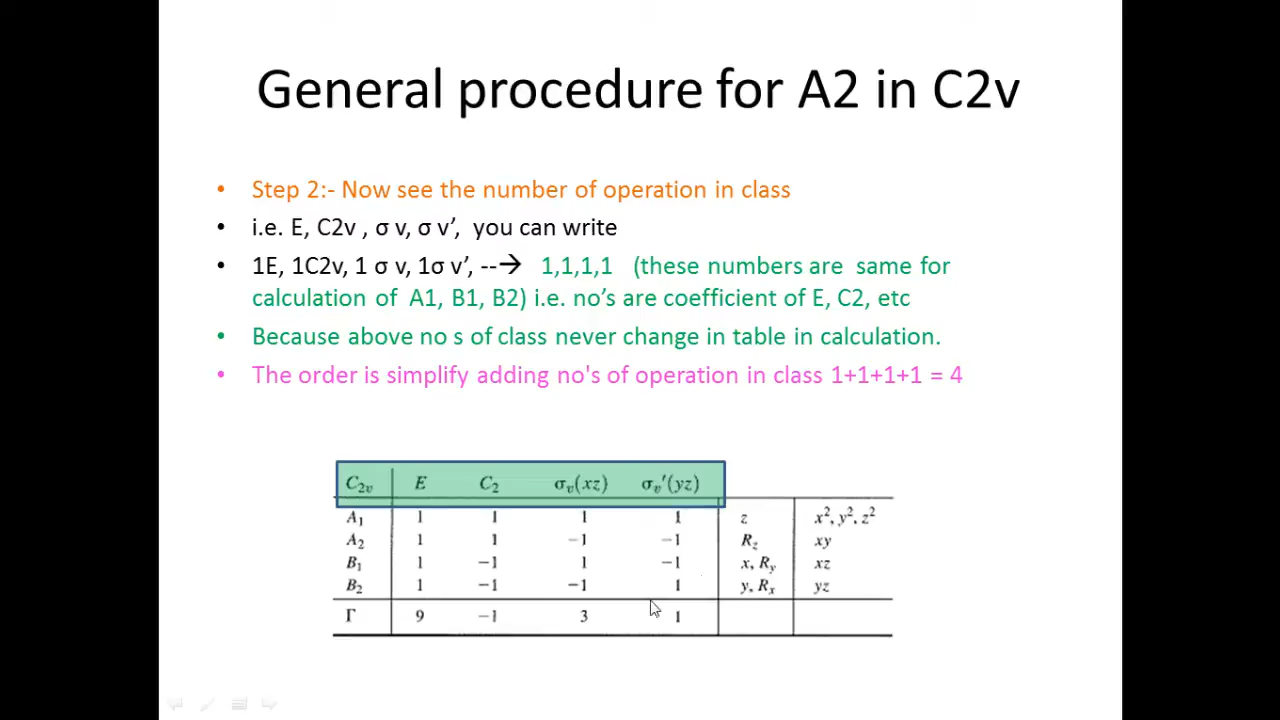 General procedure for A2 in C2v
• Step 2:- Now see the number of operation in class
• i.e. E, C2v , σ v, σ v’, you can write
• 1E, 1C2v, 1 σ v, 1σ v’, --→ 1,1,1,1 (these numbers are same for
calculation of A1, B1, B2) i.e. no’s are coefficient of E, C2, etc
• Because above no s of class never change in table in calculation.
• The order is simplify adding no's of operation in class 1+1+1+1 = 4
C₂ᵥ E C₂ σᵥ(xz) σᵥ′(yz)
A₁ 1 1 1 1 z x², y², z²
A₂ 1 1 −1 −1 R_z xy
B₁ 1 −1 1 −1 x, R_y xz
B₂ 1 −1 −1 1 y, Rₓ yz
Γ 9 −1 3 1